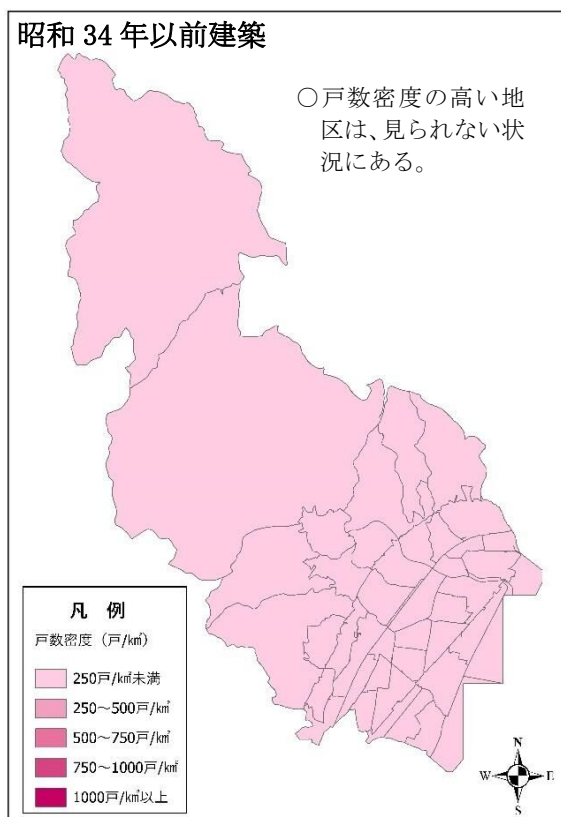 昭和 34 年以前建築
○戸数密度の高い地
区は、見られない状
況にある。
凡 例
戸数密度（戸/㎢）
250戸/㎢未満
250～500戸/㎢
500～750戸/㎢
750～1000戸/㎢
1000戸/㎢以上
N
W
E
S